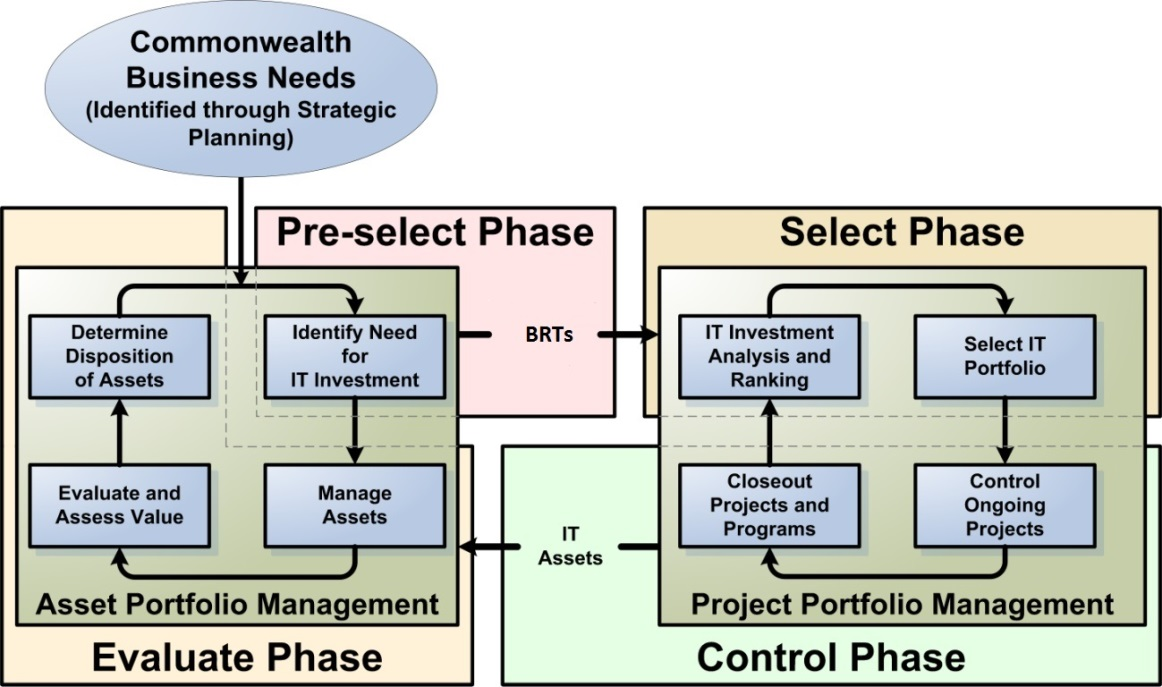 Commonwealth
Business Needs
(Identified through Strategic
Planning)
Pre-select Phase
Select Phase
Determine
Disposition
of Assets
Identify Need
for
IT Investment
BRTs
IT Investment
Analysis and
Ranking
Select IT
Portfolio
Evaluate and
Assess Value
Manage
Assets
IT
Assets
Closeout
Projects and
Programs
Control
Ongoing
Projects
Asset Portfolio Management
Project Portfolio Management
Evaluate Phase
Control Phase